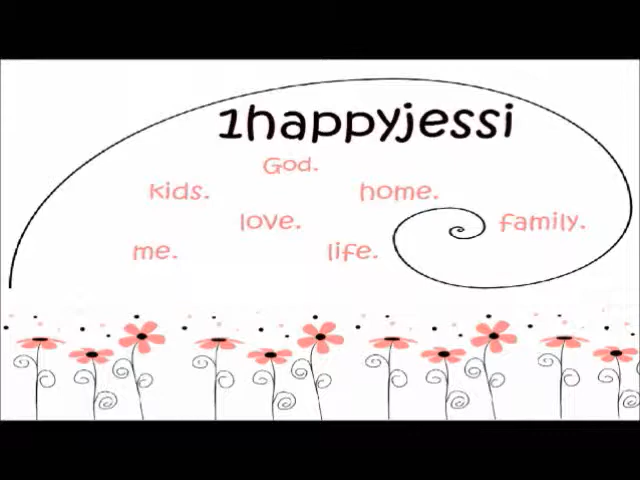 1happyjessi
God.
kids. home.
love. family.
me. life.